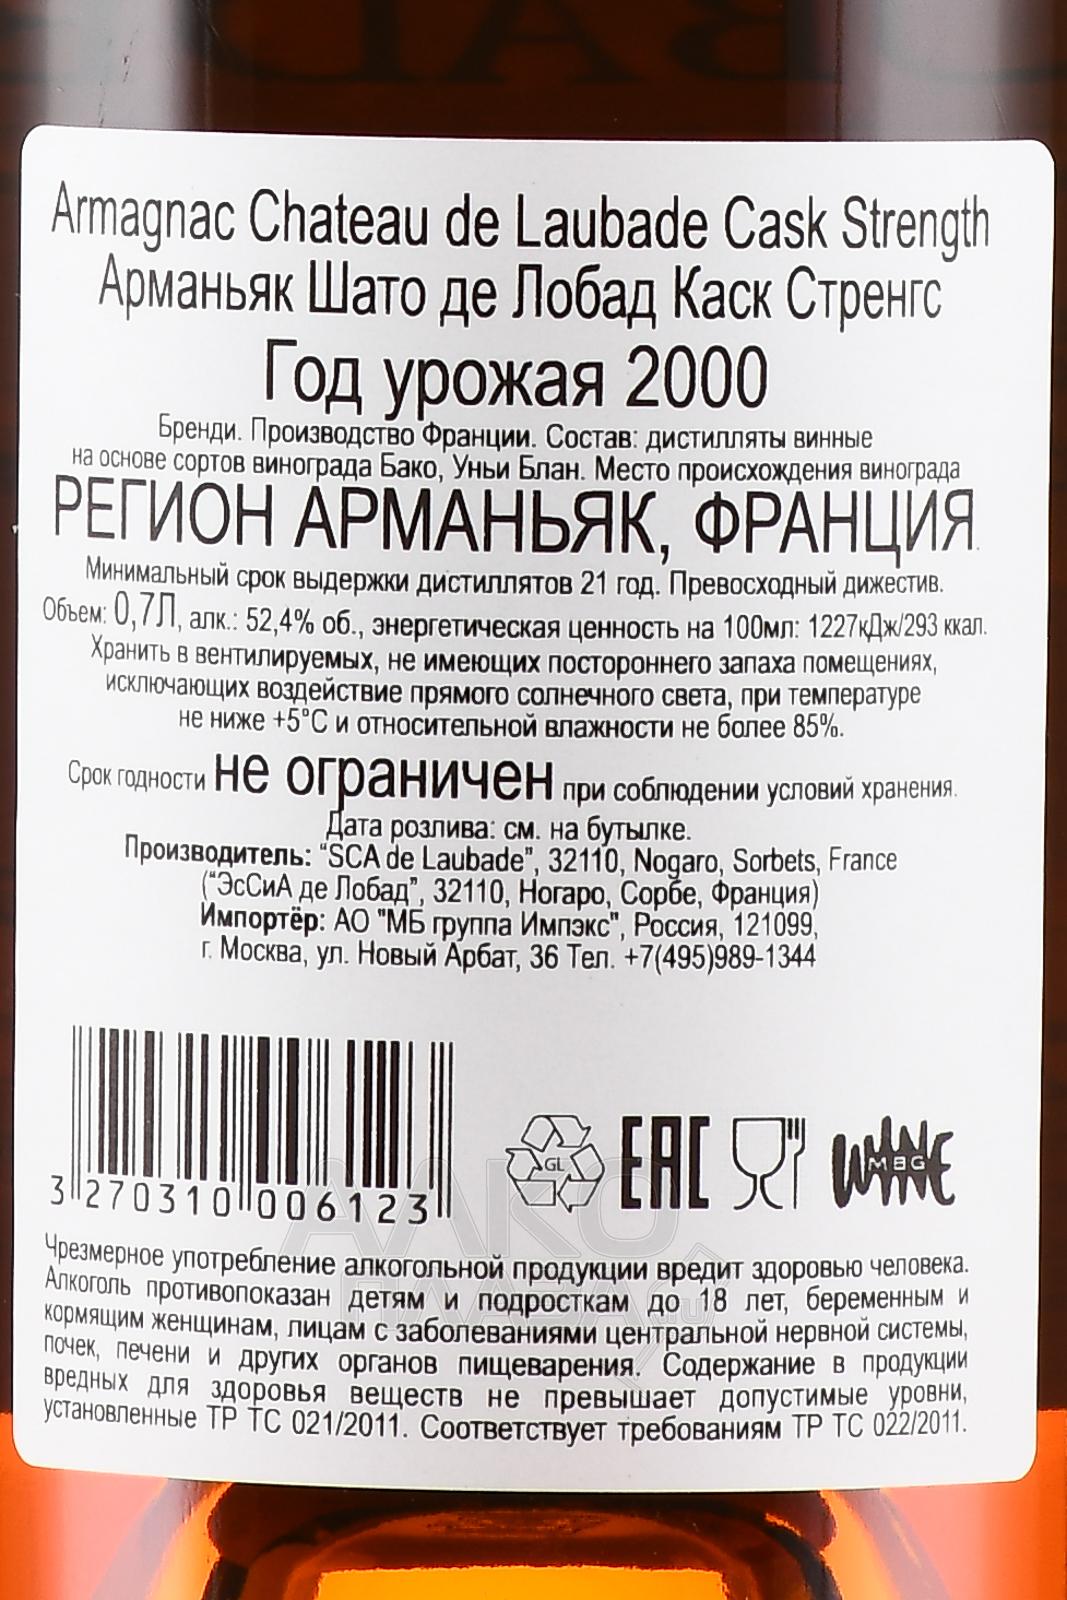 Armagnac Chateau de Laubade Cask Strength
Арманьяк Шато де Лобад Каск Стренгс
Год урожая 2000
Бренди. Производство Франции. Состав: дистилляты винные
на основе сортов винограда Бако, Уньи Блан. Место происхождения винограда
РЕГИОН АРМАНЬЯК, ФРАНЦИЯ.
Минимальный срок выдержки дистиллятов 21 год. Превосходный дижестив.
Объем: 0,7Л, алк.: 52,4% об., энергетическая ценность на 100мл: 1227кДж/293 ккал.
Хранить в вентилируемых, не имеющих постороннего запаха помещениях,
исключающих воздействие прямого солнечного света, при температуре
не ниже +5°С и относительной влажности не более 85%.
Срок годности не ограничен при соблюдении условий хранения.
Дата розлива: см. на бутылке.
Производитель: "SCA de Laubade", 32110, Nogaro, Sorbets, France
("ЭсСиА де Лобад", 32110, Ногаро, Сорбе, Франция)
Импортёр: АО "МБ группа Импэкс", Россия, 121099,
г. Москва, ул. Новый Арбат, 36 Тел. +7(495)989-1344
3 270310 006123
GL
EAC
WINE
MBG
АЛКО
ПЛАЗА.ru
Чрезмерное употребление алкогольной продукции вредит здоровью человека.
Алкоголь противопоказан детям и подросткам до 18 лет, беременным и
кормящим женщинам, лицам с заболеваниями центральной нервной системы,
почек, печени и других органов пищеварения. Содержание в продукции
вредных для здоровья веществ не превышает допустимые уровни,
установленные ТР ТС 021/2011. Соответствует требованиям ТР ТС 022/2011.